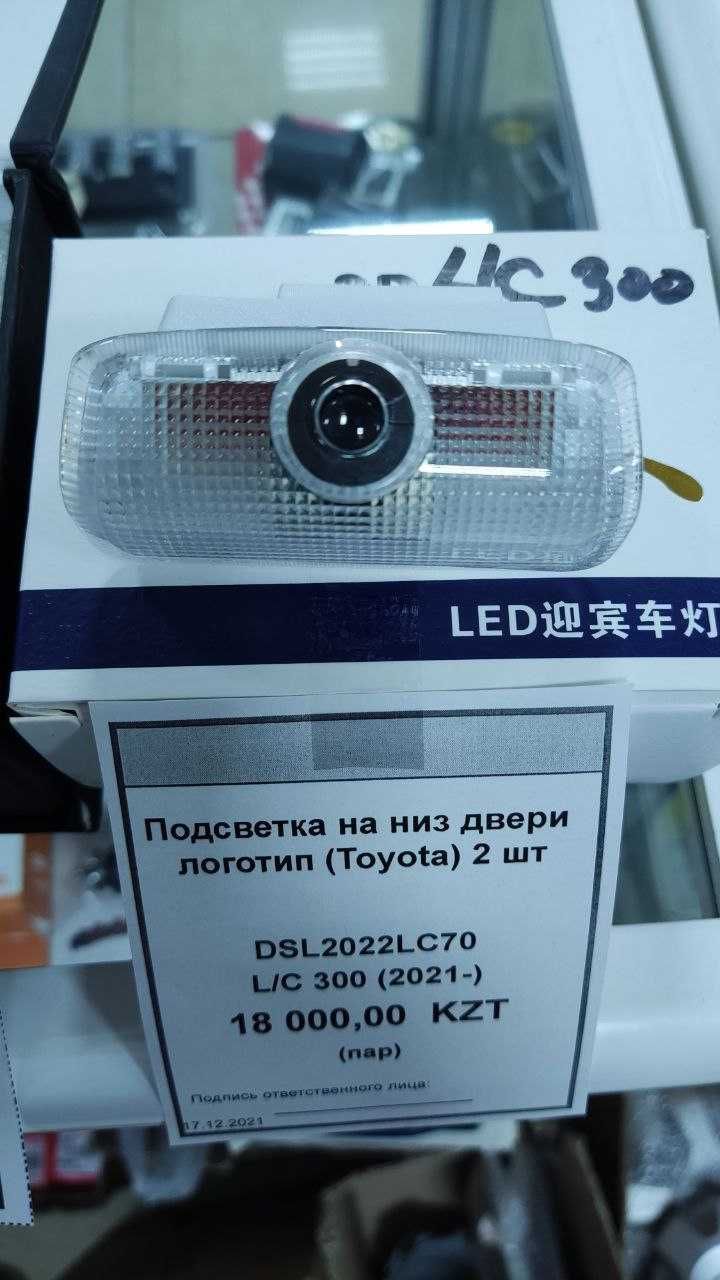 L/C 300
LED迎宾车灯
Подсветка на низ двери
логотип (Toyota) 2 шт
DSL2022LC70
L/C 300 (2021-)
18 000,00 KZT
(пар)
Подпись ответственного лица:
17.12.2021